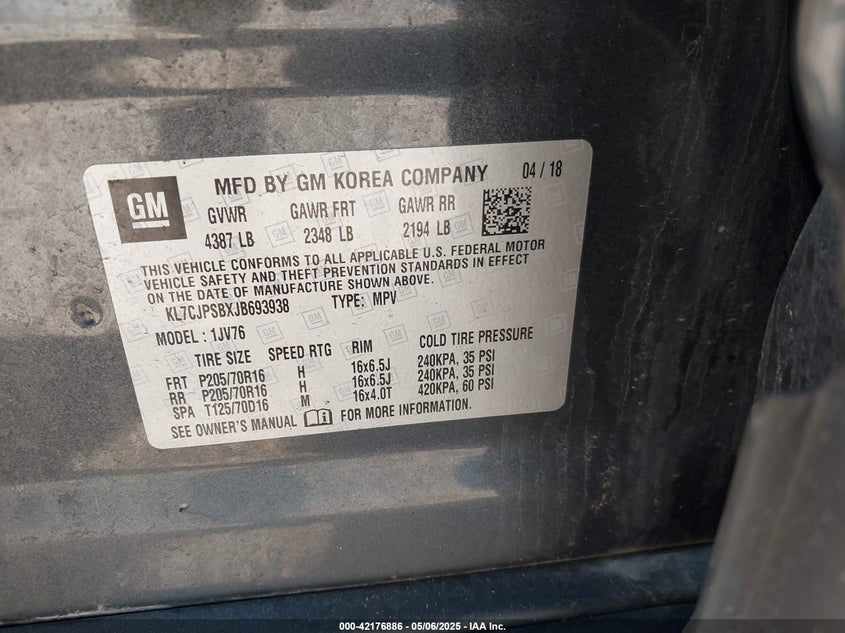 GM
MFD BY GM KOREA COMPANY 04 / 18
GVWR GAWR FRT GAWR RR
4387 LB 2348 LB 2194 LB
THIS VEHICLE CONFORMS TO ALL APPLICABLE U.S. FEDERAL MOTOR
VEHICLE SAFETY AND THEFT PREVENTION STANDARDS IN EFFECT
ON THE DATE OF MANUFACTURE SHOWN ABOVE.
KL7CJPSBXJB693938 TYPE: MPV
MODEL : 1JV76
TIRE SIZE SPEED RTG RIM COLD TIRE PRESSURE
FRT P205/70R16 H 16x6.5J 240KPA, 35 PSI
RR P205/70R16 H 16x6.5J 240KPA, 35 PSI
SPA T125/70D16 M 16x4.0T 420KPA, 60 PSI
SEE OWNER'S MANUAL FOR MORE INFORMATION.
000-42176886 - 05/06/2025 - IAA Inc.